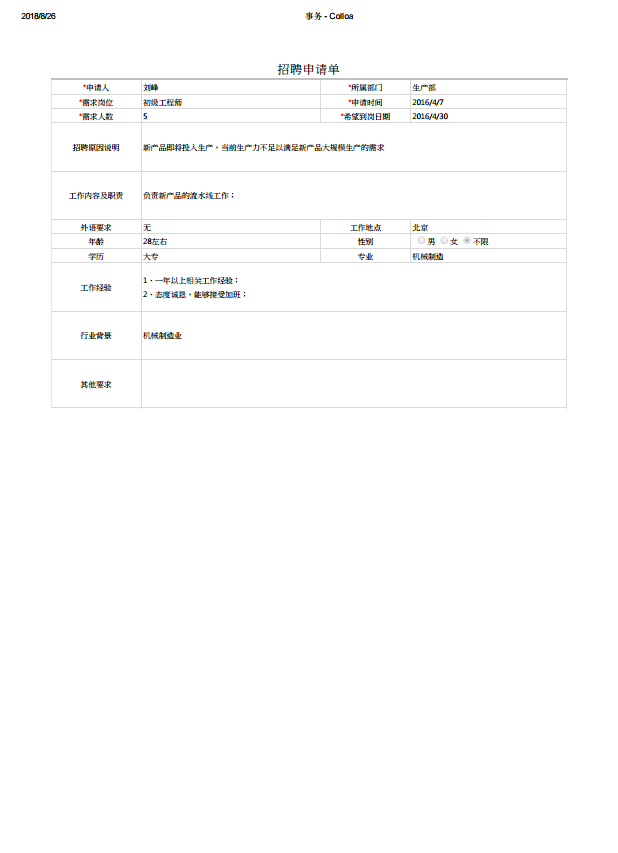 2018/8/26 事务 - Colloa
招聘申请单
*申请人 刘峰 *所属部门 生产部
*需求岗位 初级工程师 *申请时间 2016/4/7
*需求人数 5 *希望到岗日期 2016/4/30
招聘原因说明 新产品即将投入生产，当前生产力不足以满足新产品大规模生产的需求
工作内容及职责 负责新产品的流水线工作；
外语要求 无 工作地点 北京
年龄 28左右 性别 男 女 不限
学历 大专 专业 机械制造
工作经验 1、一年以上相关工作经验；
2、态度诚恳，能够接受加班；
行业背景 机械制造业
其他要求